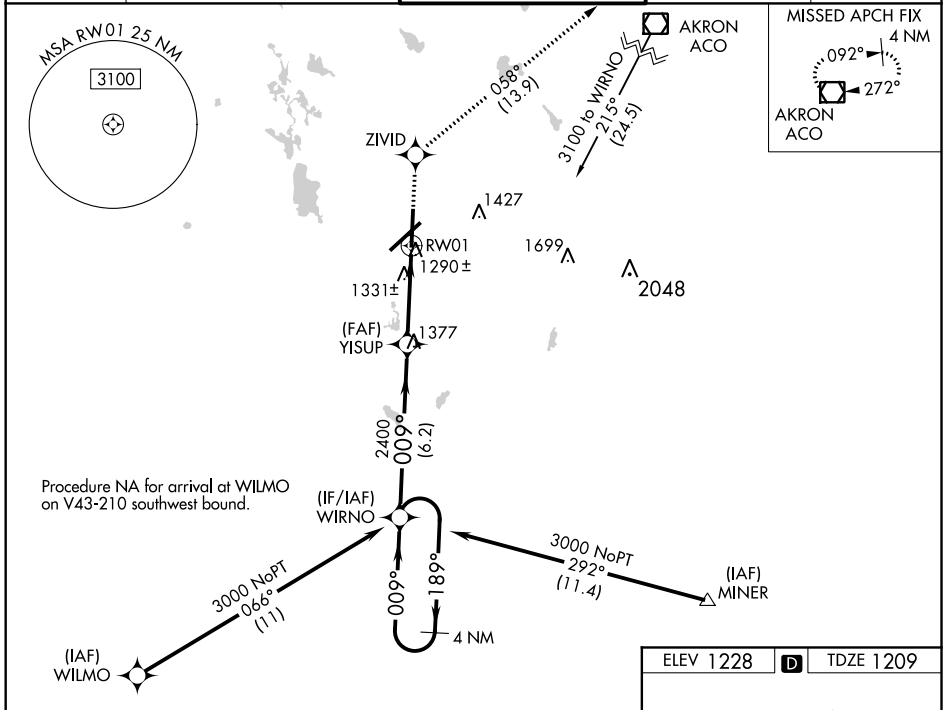 MSA RW01 25 NM
3100
AKRON
ACO
MISSED APCH FIX
4 NM
092°
272°
AKRON
ACO
058°
(13.9)
3100 to WIRNO
215°
(24.5)
ZIVID
1427
RW01
1290±
1699
1331±
2048
(FAF)
YISUP
1377
2400
009°
(6.2)
Procedure NA for arrival at WILMO
on V43-210 southwest bound.
(IF/IAF)
WIRNO
3000 NoPT
292°
(11.4)
(IAF)
MINER
3000 NoPT
066°
(11)
009°
189°
4 NM
(IAF)
WILMO
ELEV 1228 D TDZE 1209